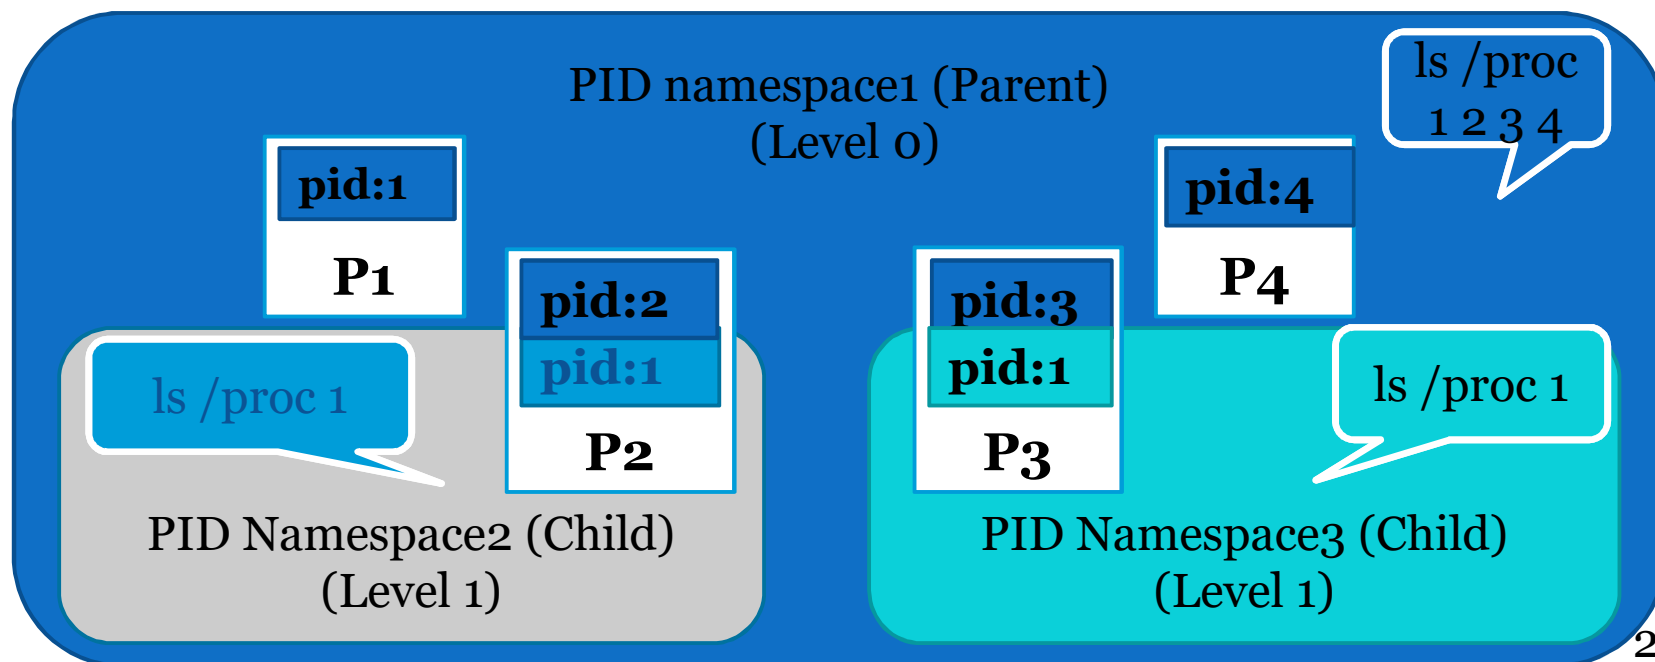 PID namespace1 (Parent)
(Level 0)
ls /proc
1 2 3 4
pid:1
P1
pid:4
P4
pid:2
pid:1
P2
pid:3
pid:1
P3
ls /proc 1
ls /proc 1
PID Namespace2 (Child)
(Level 1)
PID Namespace3 (Child)
(Level 1)
2